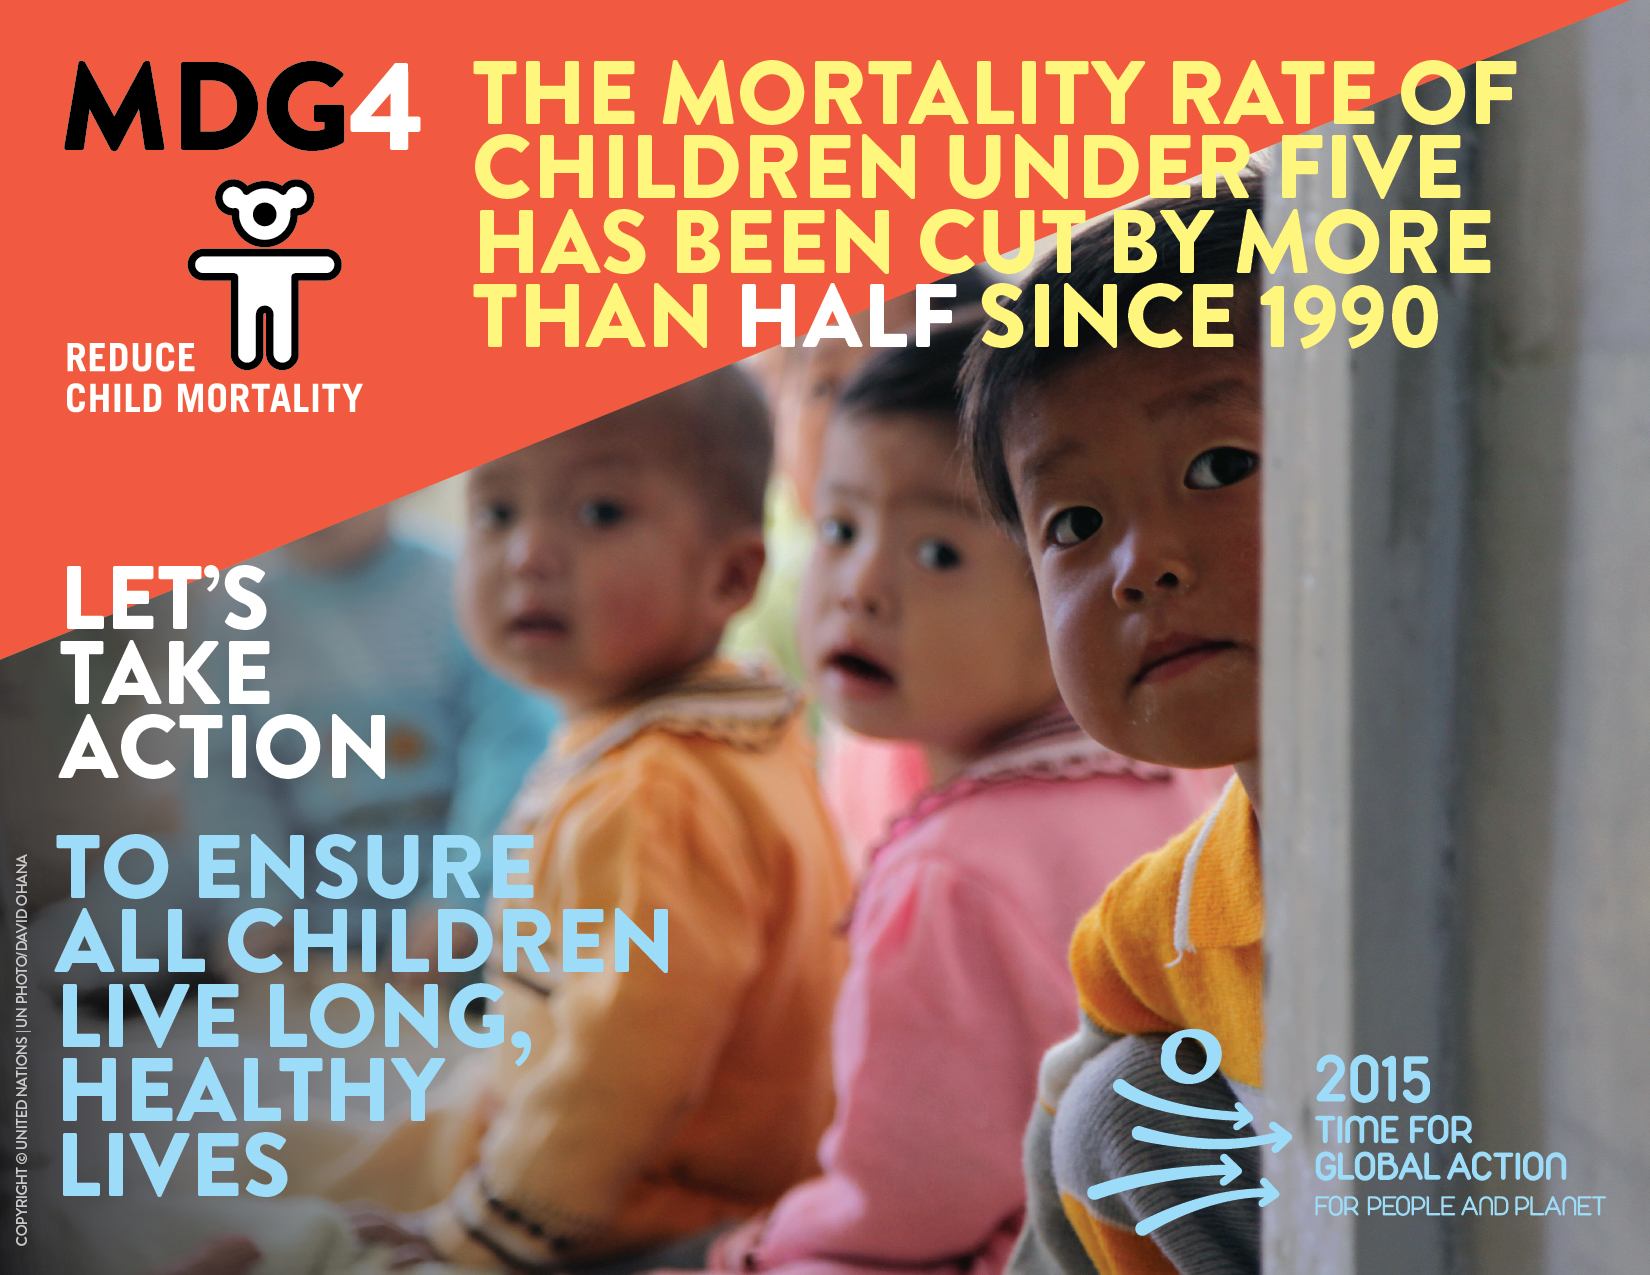 MDG4
REDUCE
CHILD MORTALITY
THE MORTALITY RATE OF
CHILDREN UNDER FIVE
HAS BEEN CUT BY MORE
THAN HALF SINCE 1990
LET'S
TAKE
ACTION
TO ENSURE
ALL CHILDREN
LIVE LONG,
HEALTHY
LIVES
COPYRIGHT © UNITED NATIONS | UN PHOTO/DAVID OHANA
2015
TIME FOR
GLOBAL ACTION
FOR PEOPLE AND PLANET